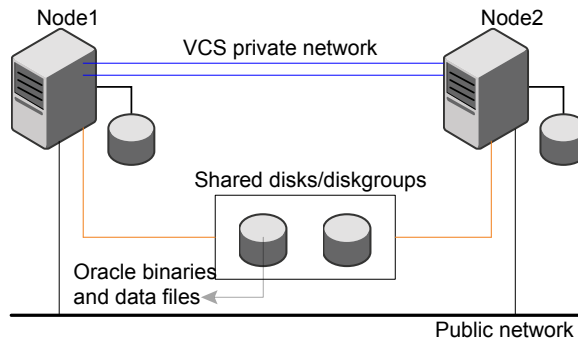 Node1
Node2
VCS private network
Shared disks/diskgroups
Oracle binaries
and data files
Public network